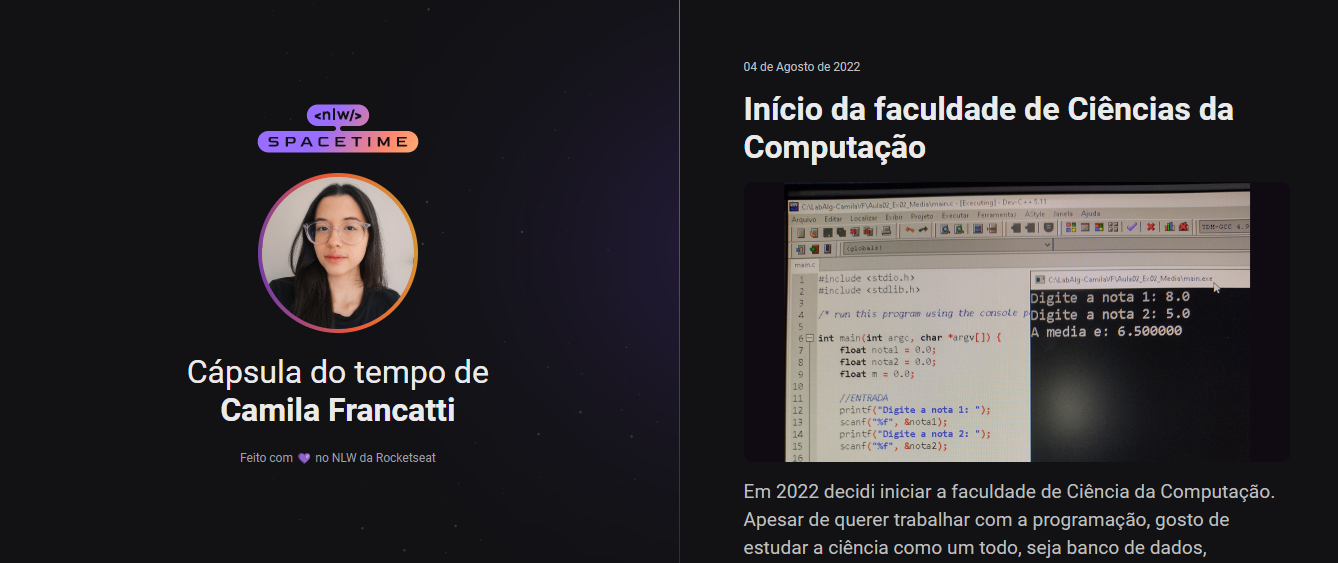 <nlw/>
SPACETIME
Cápsula do tempo de
Camila Francatti
Feito com 💜 no NLW da Rocketseat
04 de Agosto de 2022
Início da faculdade de Ciências da
Computação
C:\LabAlg-CamilaVF\Aula02_Ex02_Media\main.c - [Executing] - Dev-C++ 5.11
Arquivo Editar Localizar Exibir Projeto Executar Ferramentas AStyle Janela Ajuda
TDM-GCC 4.9
(globals)
main.c
1 #include <stdio.h>
2 #include <stdlib.h>
3
4 /* run this program using the console p
5
6 int main(int argc, char *argv[]) {
7 float nota1 = 0.0;
8 float nota2 = 0.0;
9 float m = 0.0;
10
11 //ENTRADA
12 printf("Digite a nota 1: ");
13 scanf("%f", &nota1);
14 printf("Digite a nota 2: ");
15 scanf("%f", &nota2);
16
C:\LabAlg-CamilaVF\Aula02_Ex02_Media\main.exe
Digite a nota 1: 8.0
Digite a nota 2: 5.0
A media e: 6.500000
Em 2022 decidi iniciar a faculdade de Ciência da Computação.
Apesar de querer trabalhar com a programação, gosto de
estudar a ciência como um todo, seja banco de dados,